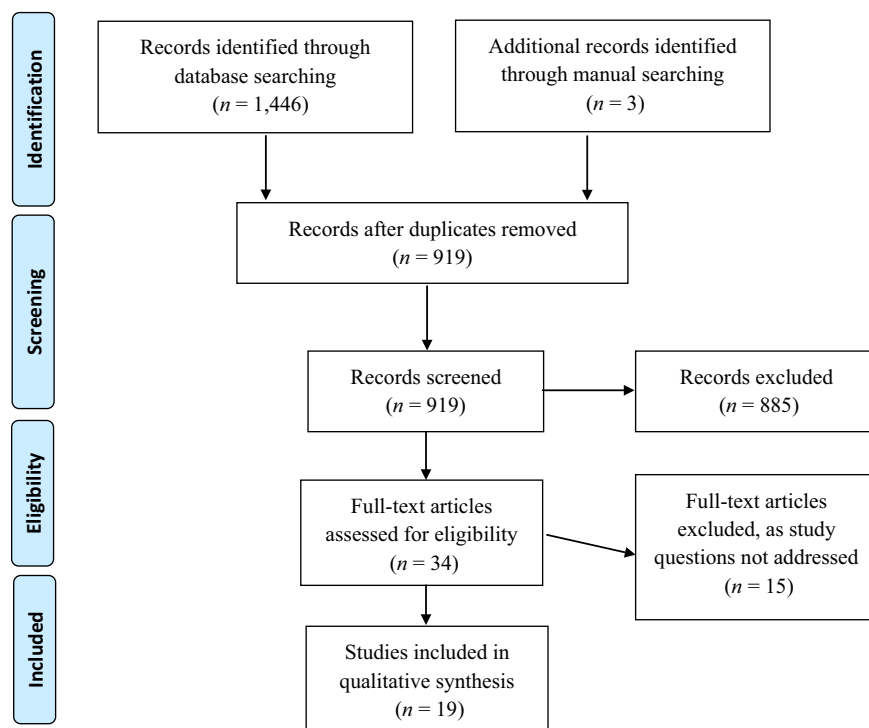 Identification
Records identified through
database searching
(n = 1,446)
Additional records identified
through manual searching
(n = 3)
Screening
Records after duplicates removed
(n = 919)
Records screened
(n = 919)
Records excluded
(n = 885)
Eligibility
Full-text articles
assessed for eligibility
(n = 34)
Full-text articles
excluded, as study
questions not addressed
(n = 15)
Included
Studies included in
qualitative synthesis
(n = 19)